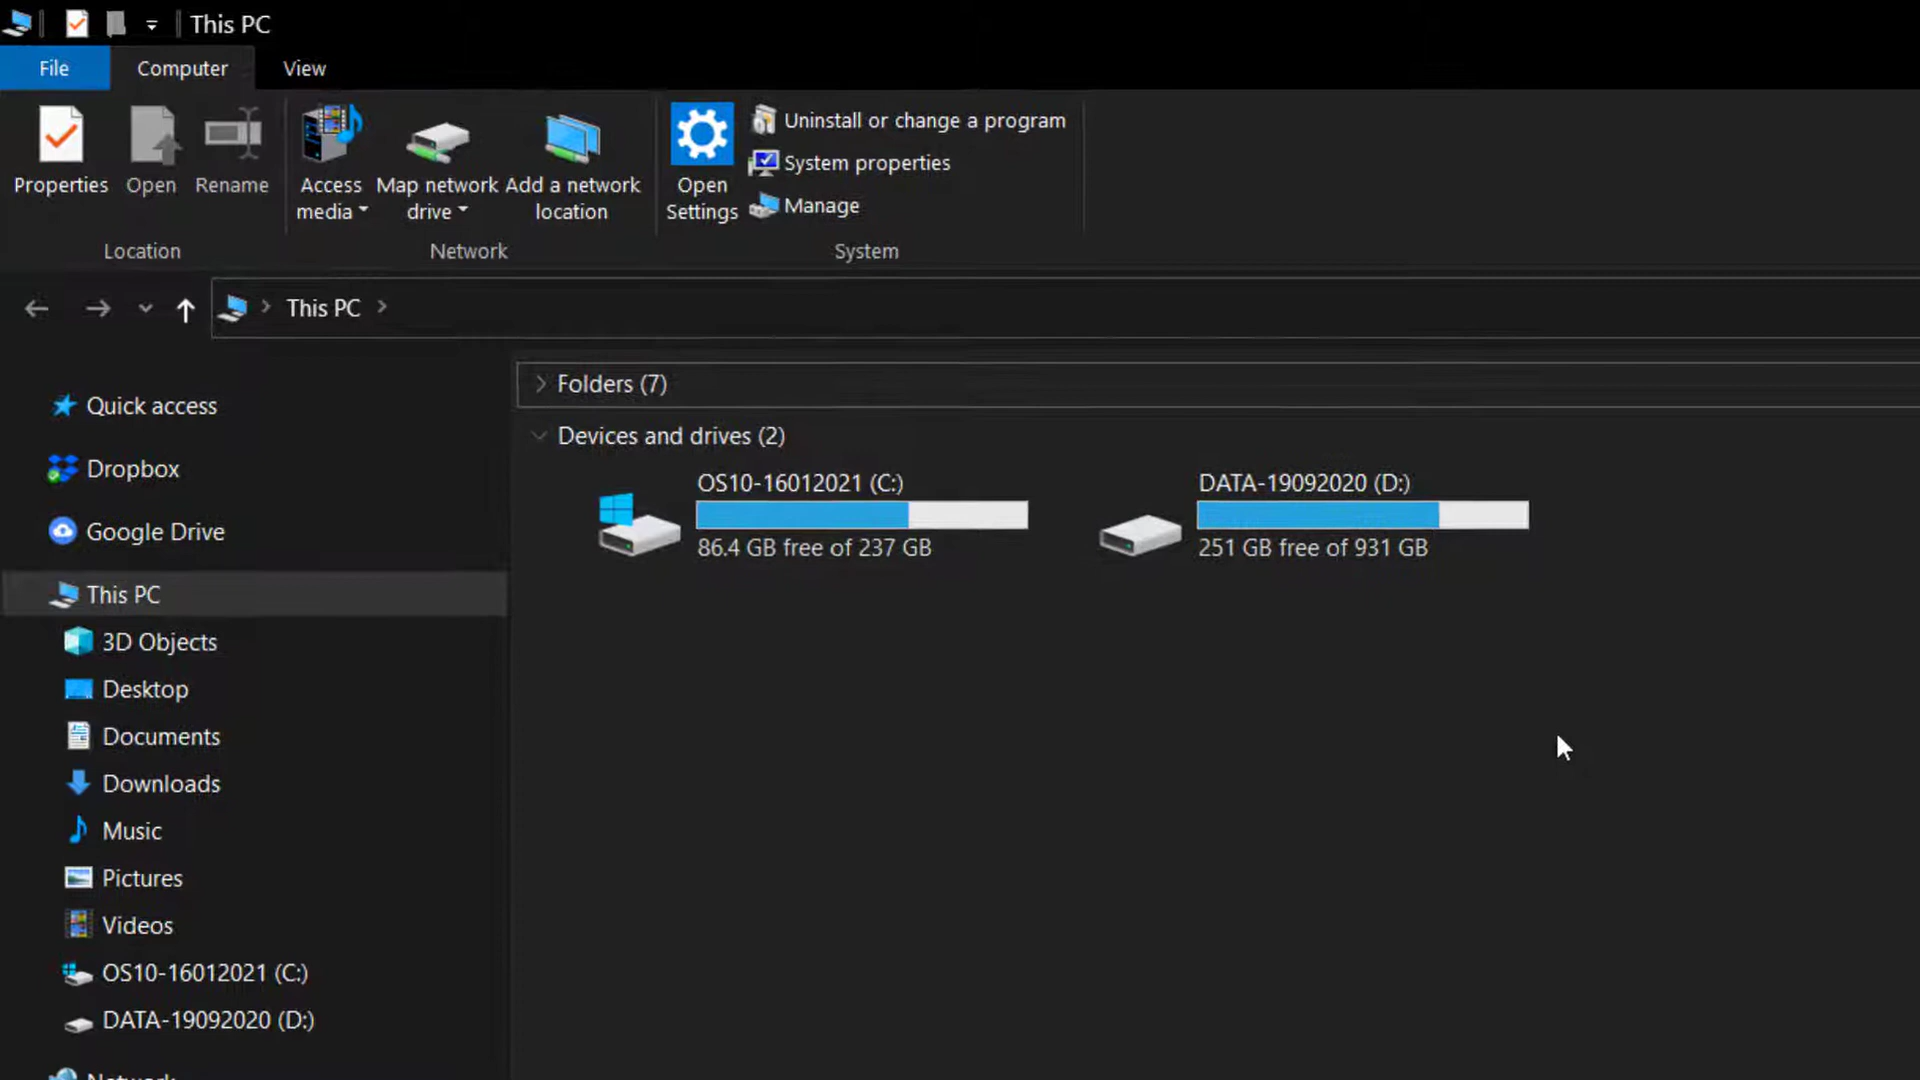 This PC
File
Computer
View
Properties
Open
Rename
Access
media
Map network
drive
Add a network
location
Open
Settings
Uninstall or change a program
System properties
Manage
Location
Network
System
This PC
Quick access
Dropbox
Google Drive
This PC
3D Objects
Desktop
Documents
Downloads
Music
Pictures
Videos
OS10-16012021 (C:)
DATA-19092020 (D:)
Network
Folders (7)
Devices and drives (2)
OS10-16012021 (C:)
86.4 GB free of 237 GB
DATA-19092020 (D:)
251 GB free of 931 GB